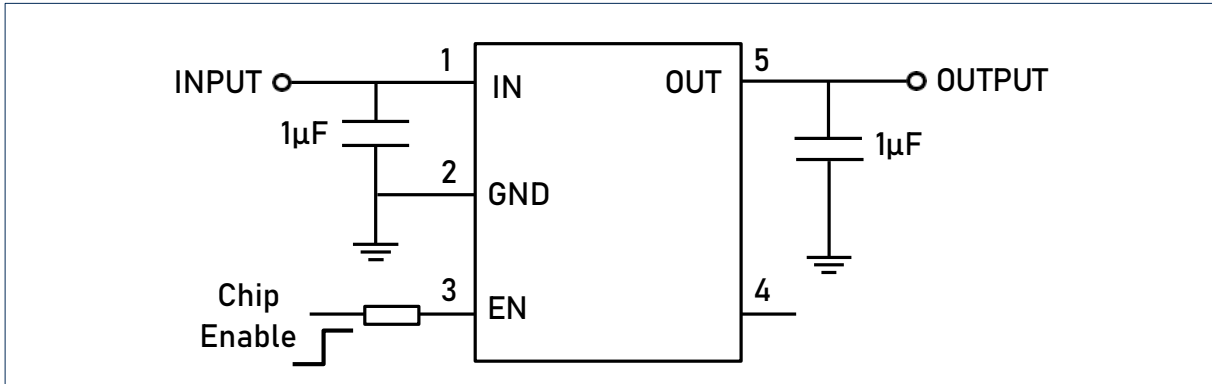 INPUT
1
IN
OUT
5
OUTPUT
1µF
1µF
2
GND
Chip
Enable
3
EN
4